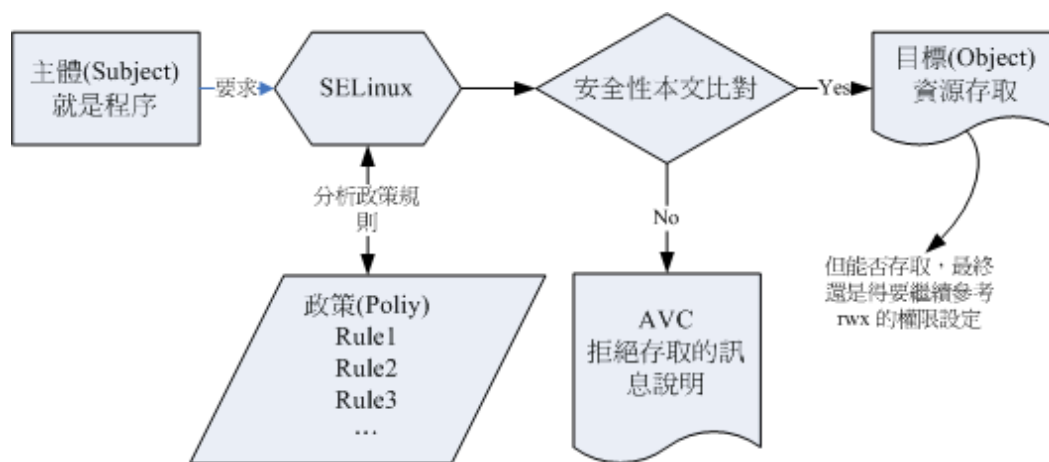 主體(Subject)
就是程序
要求
SELinux
安全性本文比對
Yes
目標(Object)
資源存取
分析政策規
則
No
但能否存取，最終
還是得要繼續參考
rwx 的權限設定
政策(Poliy)
Rule1
Rule2
Rule3
…
AVC
拒絕存取的訊
息說明